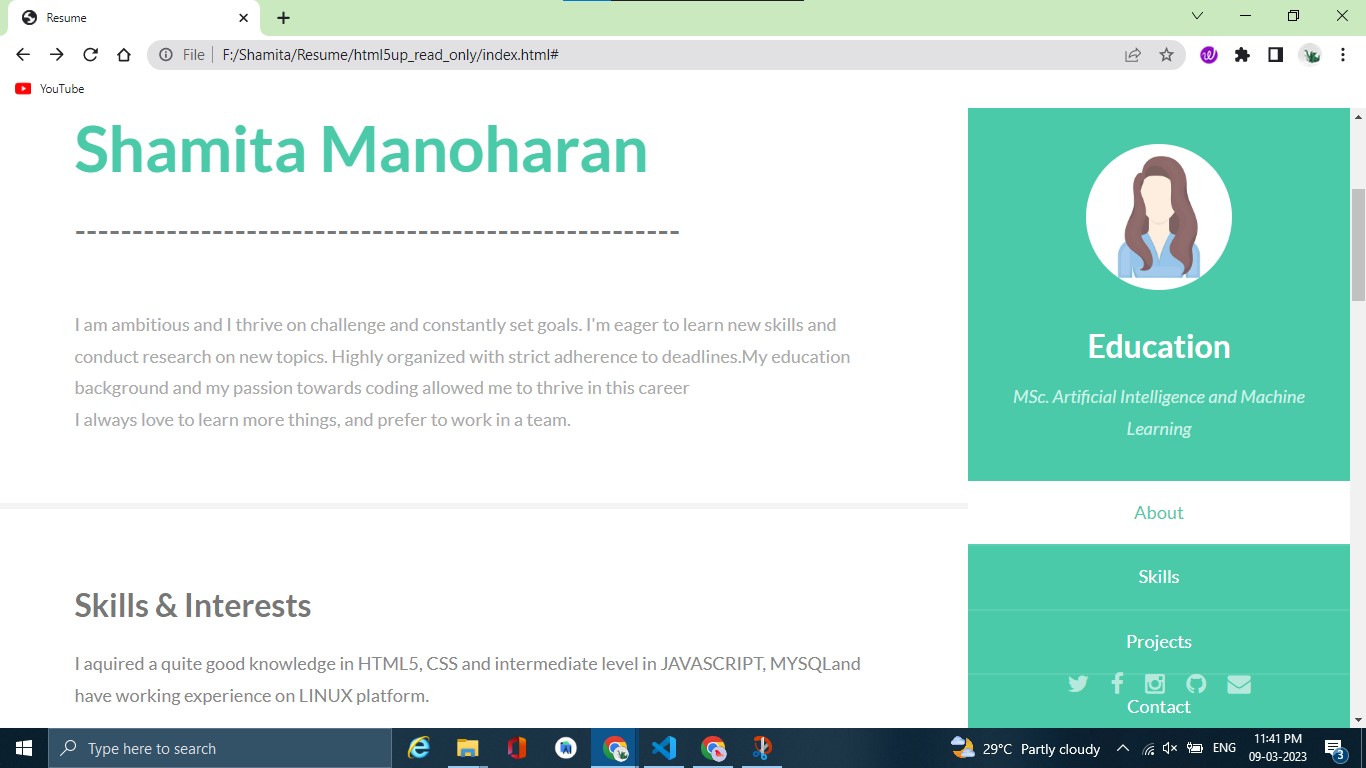 Resume
File
F:/Shamita/Resume/html5up_read_only/index.html#
YouTube
Shamita Manoharan
----------------------------------------------------
I am ambitious and I thrive on challenge and constantly set goals. I'm eager to learn new skills and
conduct research on new topics. Highly organized with strict adherence to deadlines.My education
background and my passion towards coding allowed me to thrive in this career
I always love to learn more things, and prefer to work in a team.
Skills & Interests
I aquired a quite good knowledge in HTML5, CSS and intermediate level in JAVASCRIPT, MYSQLand
have working experience on LINUX platform.
Education
MSc. Artificial Intelligence and Machine
Learning
About
Skills
Projects
Contact
Type here to search
29°C Partly cloudy
ENG
11:41 PM
09-03-2023
3